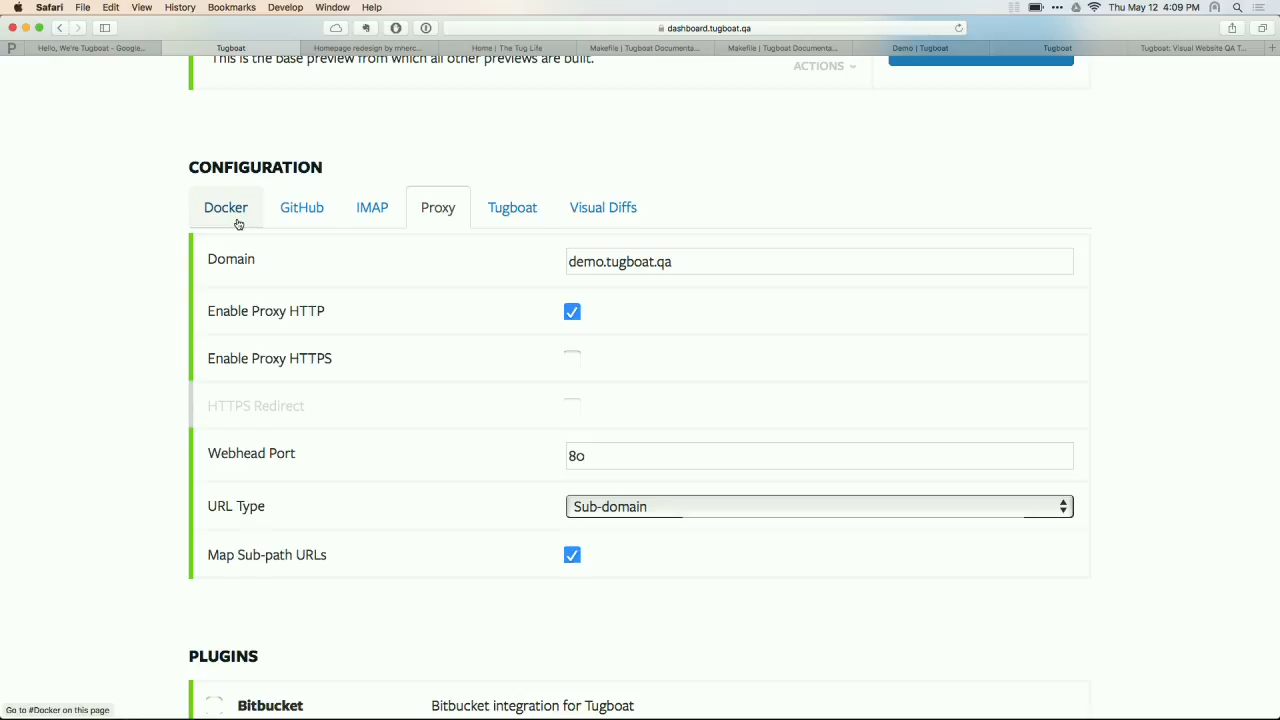 Safari File Edit View History Bookmarks Develop Window Help Thu May 12 4:09 PM
dashboard.tugboat.qa
Hello, We're Tugboat - Google... Tugboat Homepage redesign by mnerc... Home | The Tug Life Makefile | Tugboat Documenta... Makefile | Tugboat Documenta... Demo | Tugboat Tugboat Tugboat: Visual Website QA T...
This is the base preview from which all other previews are built.
ACTIONS
CONFIGURATION
Docker GitHub IMAP Proxy Tugboat Visual Diffs
Domain demo.tugboat.qa
Enable Proxy HTTP
Enable Proxy HTTPS
HTTPS Redirect
Webhead Port 80
URL Type Sub-domain
Map Sub-path URLs
PLUGINS
Bitbucket Bitbucket integration for Tugboat
Go to #Docker on this page